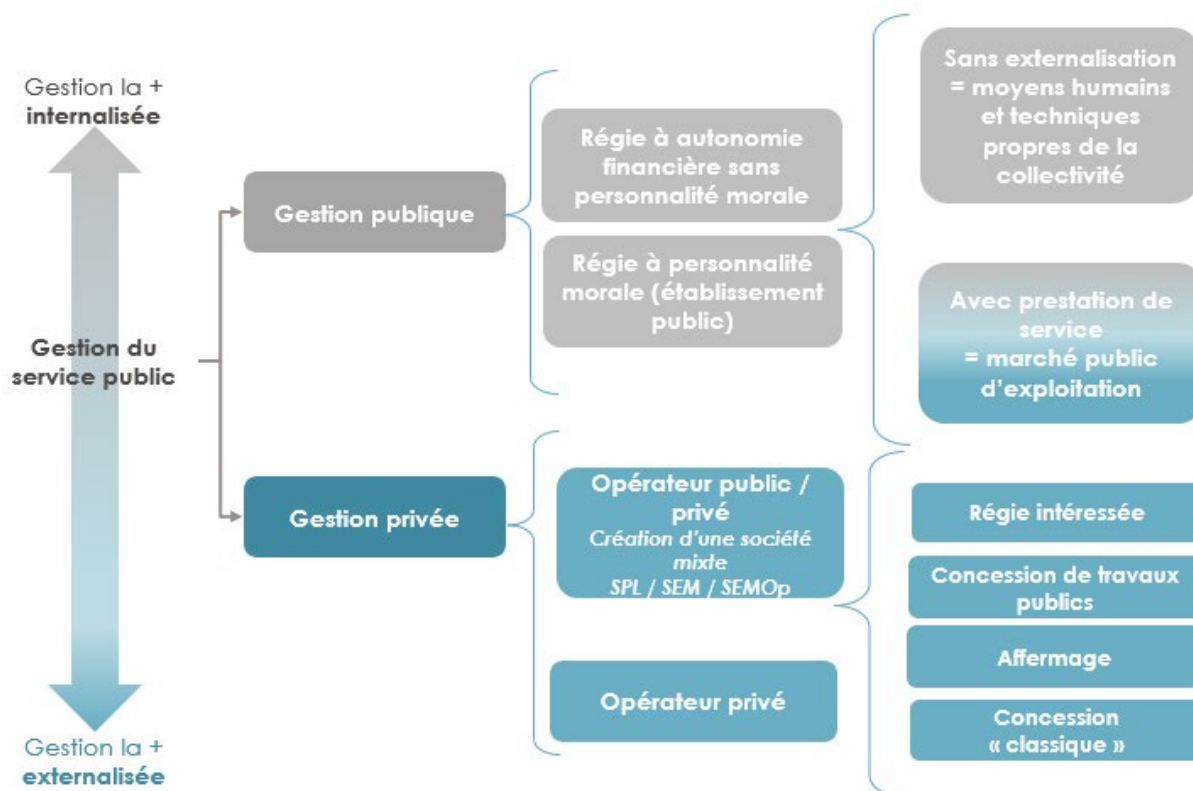 Gestion la +
internalisée
Gestion du
service public
Gestion la +
externalisée
Gestion publique
Gestion privée
Régie à autonomie
financière sans
personnalité morale
Régie à personnalité
morale (établissement
public)
Opérateur public /
privé
Création d'une société
mixte
SPL / SEM / SEMOp
Opérateur privé
Sans externalisation
= moyens humains
et techniques
propres de la
collectivité
Avec prestation de
service
= marché public
d'exploitation
Régie intéressée
Concession de travaux
publics
Affermage
Concession
« classique »